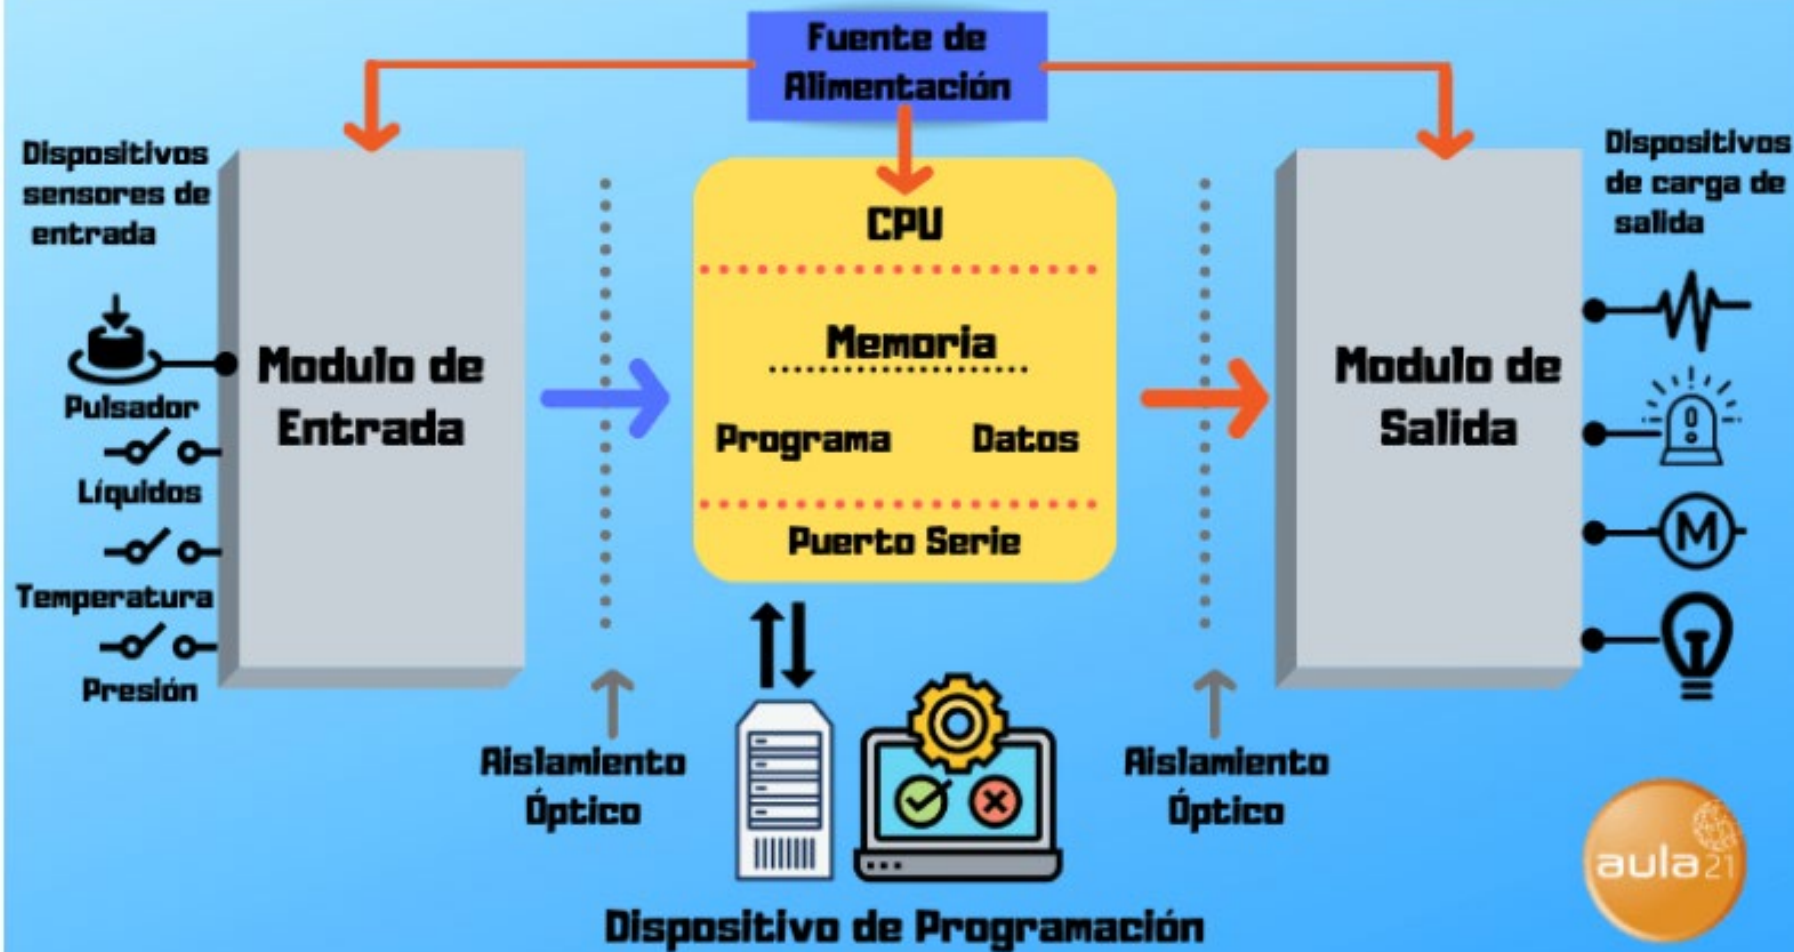 Fuente de
Alimentación
Dispositivos
sensores de
entrada
Pulsador
Líquidos
Temperatura
Presión
Modulo de
Entrada
CPU
Memoria
Programa Datos
Puerto Serie
Modulo de
Salida
Dispositivos
de carga de
salida
M
Aislamiento
Óptico
Aislamiento
Óptico
Dispositivo de Programación
aula21